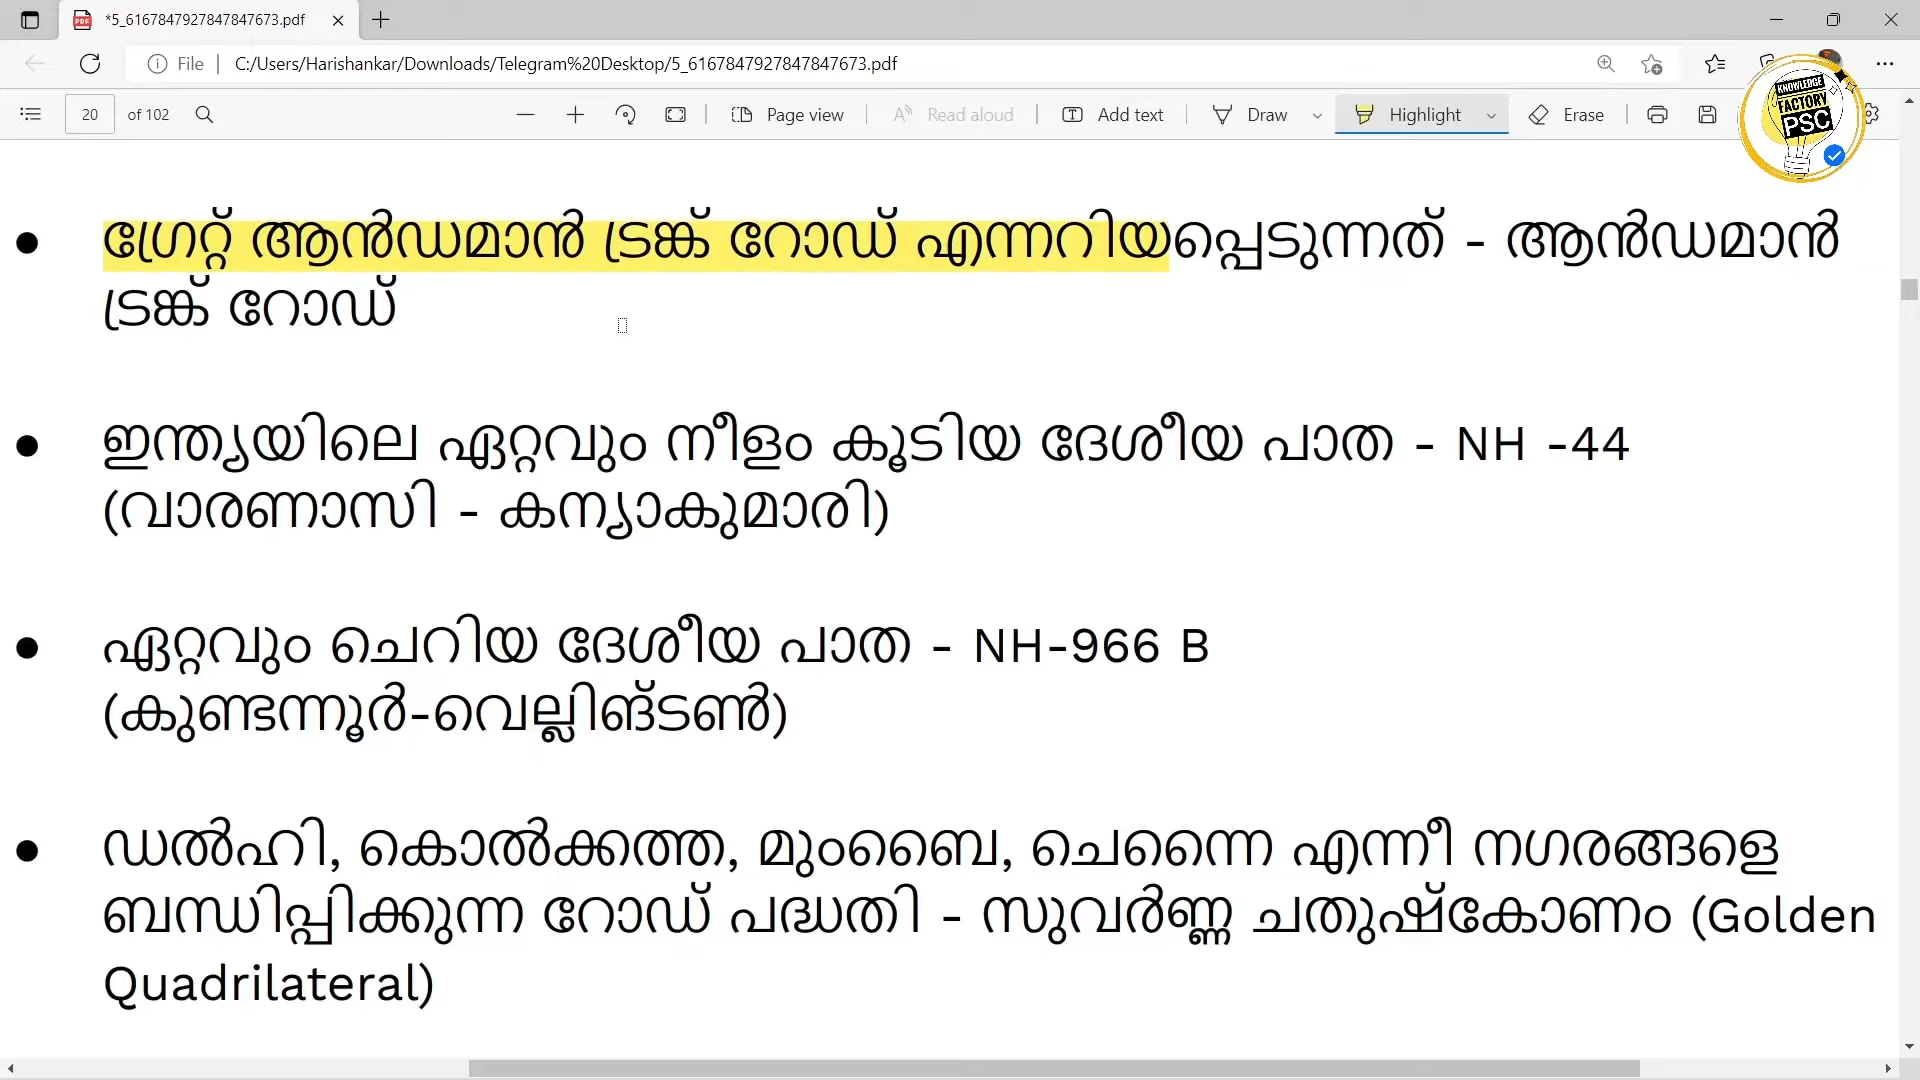 *5_6167847927847847673.pdf
File
C:/Users/Harishankar/Downloads/Telegram%20Desktop/5_6167847927847847673.pdf
20 of 102
Page view
Read aloud
Add text
Draw
Highlight
Erase
KNOWLEDGE
FACTORY
PSC
• ഗ്രേറ്റ് ആൻഡമാൻ ട്രങ്ക് റോഡ് എന്നറിയപ്പെടുന്നത് - ആൻഡമാൻ
ട്രങ്ക് റോഡ്
• ഇന്ത്യയിലെ ഏറ്റവും നീളം കൂടിയ ദേശീയ പാത - NH -44
(വാരണാസി - കന്യാകുമാരി)
• ഏറ്റവും ചെറിയ ദേശീയ പാത - NH-966 B
(കുണ്ടന്നൂർ-വെല്ലിങ്ടൺ)
• ഡൽഹി, കൊൽക്കത്ത, മുംബൈ, ചെന്നൈ എന്നീ നഗരങ്ങളെ
ബന്ധിപ്പിക്കുന്ന റോഡ് പദ്ധതി - സുവർണ്ണ ചതുഷ്കോണം (Golden
Quadrilateral)